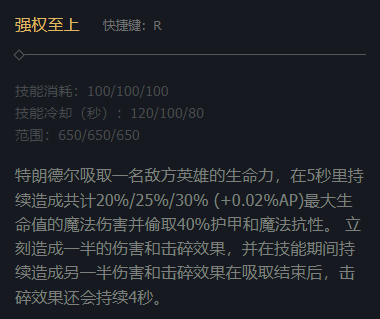 强权至上 快捷键：R
技能消耗：100/100/100
技能冷却（秒）：120/100/80
范围：650/650/650
特朗德尔吸取一名敌方英雄的生命力，在5秒里持
续造成共计20%/25%/30% (+0.02%AP)最大生
命值的魔法伤害并偷取40%护甲和魔法抗性。 立
刻造成一半的伤害和击碎效果，并在技能期间持
续造成另一半伤害和击碎效果在吸取结束后，击
碎效果还会持续4秒。